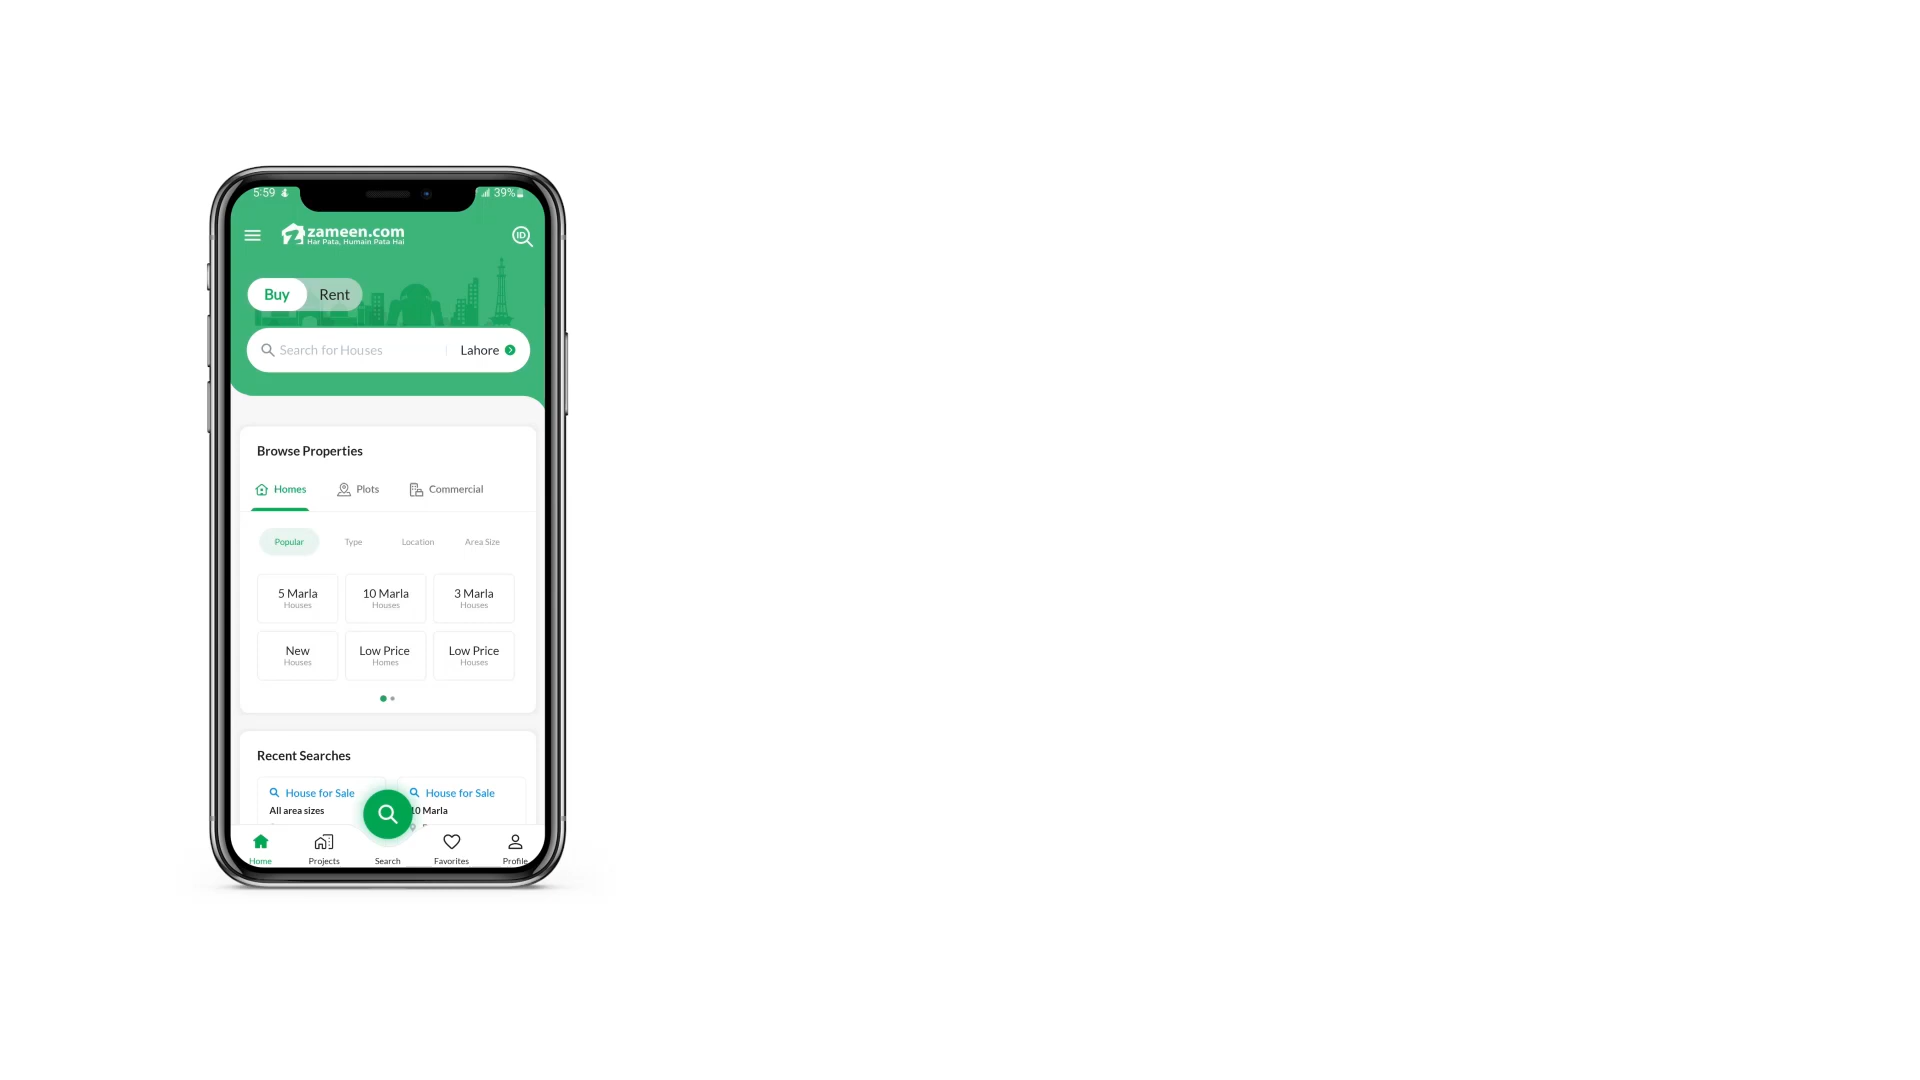 5:59 39%
zameen.com
Har Pata, Humain Pata Hai
ID
Buy Rent
Search for Houses Lahore
Browse Properties
Homes Plots Commercial
Popular Type Location Area Size
5 Marla 10 Marla 3 Marla
Houses Houses Houses
New Low Price Low Price
Houses Homes Houses
Recent Searches
House for Sale House for Sale
All area sizes 10 Marla
Home Projects Search Favorites Profile